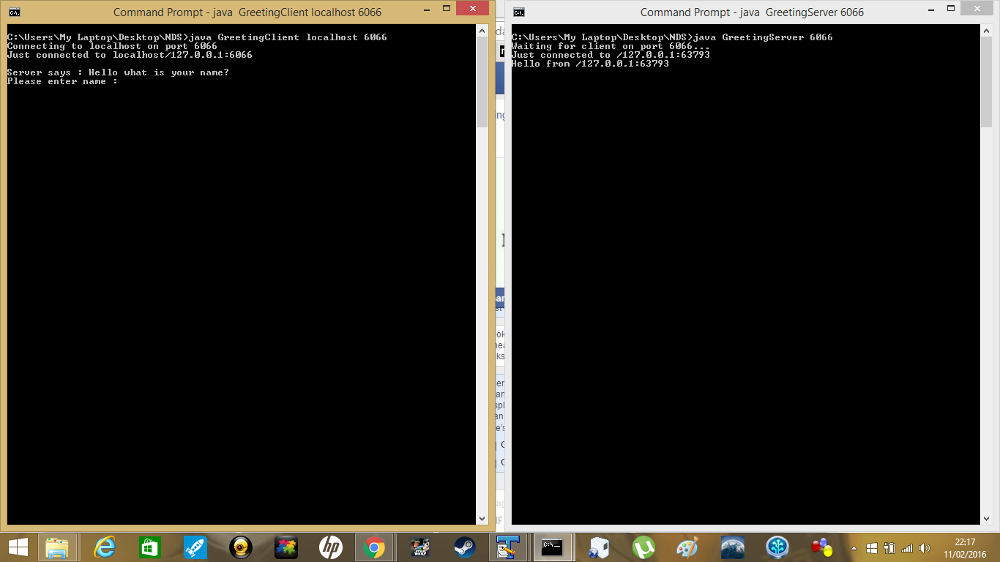 Command Prompt - java GreetingClient localhost 6066
C:\Users\My Laptop\Desktop\NDS>java GreetingClient localhost 6066
Connecting to localhost on port 6066
Just connected to localhost/127.0.0.1:6066
Server says : Hello what is your name?
Please enter name :
Command Prompt - java GreetingServer 6066
C:\Users\My Laptop\Desktop\NDS>java GreetingServer 6066
Waiting for client on port 6066...
Just connected to /127.0.0.1:63793
Hello from /127.0.0.1:63793
22:17
11/02/2016